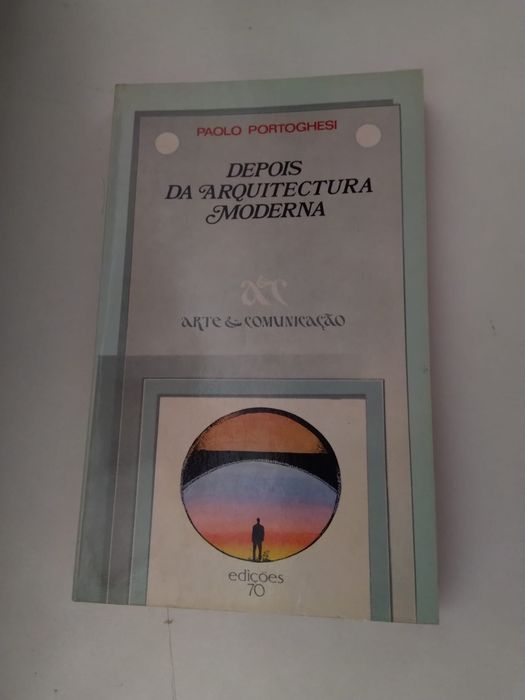 PAOLO PORTOGHESI
DEPOIS
DA ARQUITECTURA
MODERNA
A&C
ARTE & COMUNICAÇÃO
edições
70